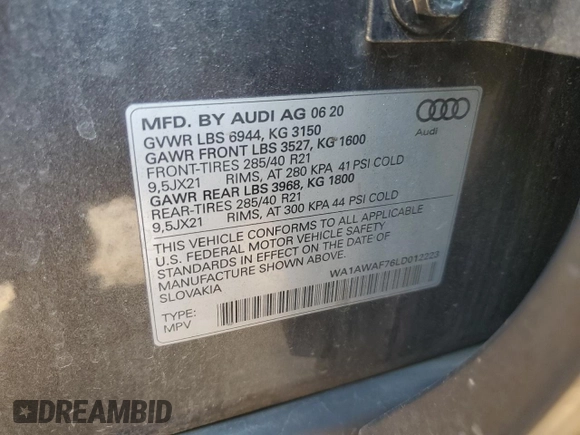 MFD. BY AUDI AG 06 20
GVWR LBS 6944, KG 3150
GAWR FRONT LBS 3527, KG 1600
FRONT-TIRES 285/40 R21
9,5JX21 RIMS, AT 280 KPA 41 PSI COLD
GAWR REAR LBS 3968, KG 1800
REAR-TIRES 285/40 R21
9,5JX21 RIMS, AT 300 KPA 44 PSI COLD
THIS VEHICLE CONFORMS TO ALL APPLICABLE
U.S. FEDERAL MOTOR VEHICLE SAFETY
STANDARDS IN EFFECT ON THE DATE OF
MANUFACTURE SHOWN ABOVE.
SLOVAKIA
WA1AWAF76LD012223
TYPE:
MPV
Audi
DREAMBID